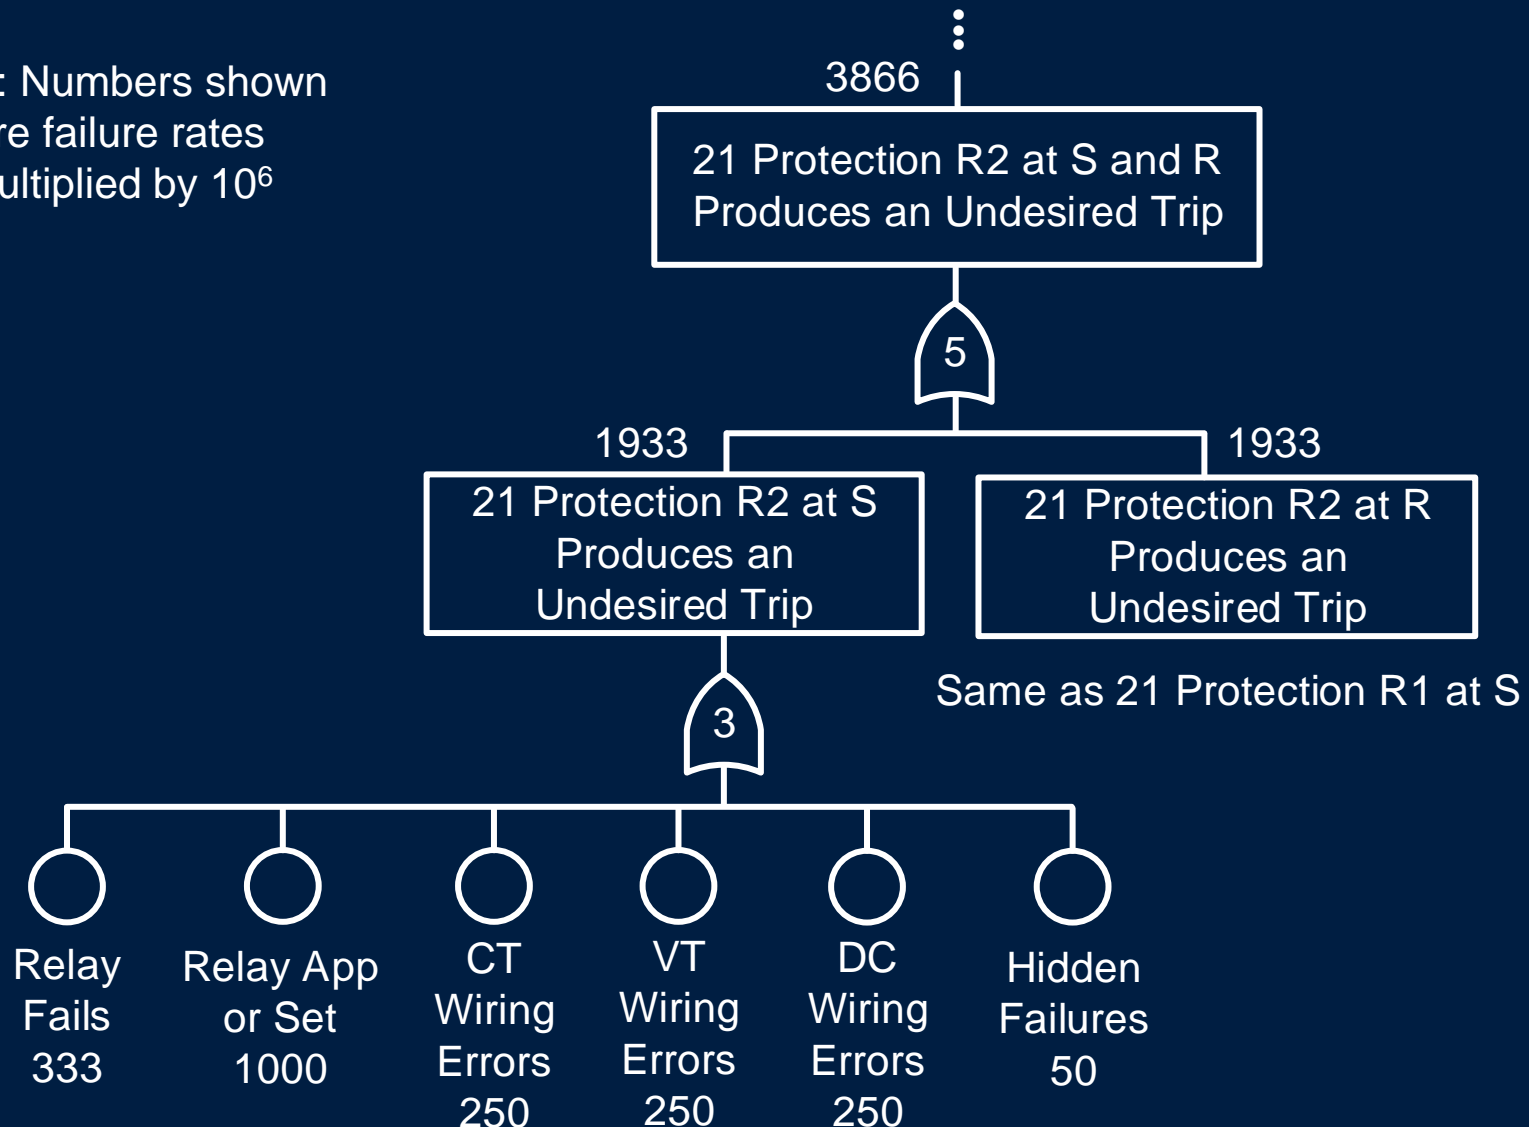 : Numbers shown
re failure rates
ultiplied by 10⁶
3866
21 Protection R2 at S and R
Produces an Undesired Trip
5
1933
1933
21 Protection R2 at S
Produces an
Undesired Trip
21 Protection R2 at R
Produces an
Undesired Trip
Same as 21 Protection R1 at S
3
Relay
Fails
333
Relay App
or Set
1000
CT
Wiring
Errors
250
VT
Wiring
Errors
250
DC
Wiring
Errors
250
Hidden
Failures
50